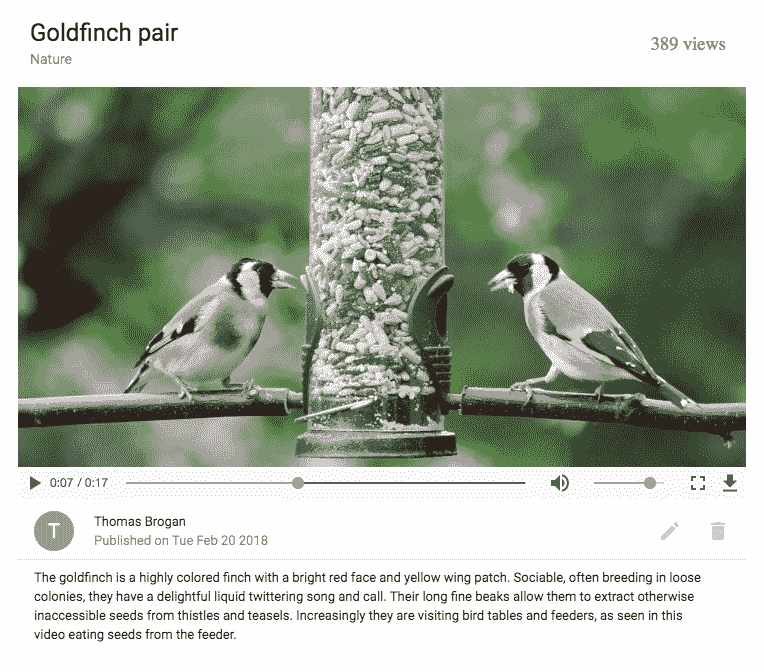 Goldfinch pair
389 views
Nature
0:07 / 0:17
T
Thomas Brogan
Published on Tue Feb 20 2018
The goldfinch is a highly colored finch with a bright red face and yellow wing patch. Sociable, often breeding in loose
colonies, they have a delightful liquid twittering song and call. Their long fine beaks allow them to extract otherwise
inaccessible seeds from thistles and teasels. Increasingly they are visiting bird tables and feeders, as seen in this
video eating seeds from the feeder.